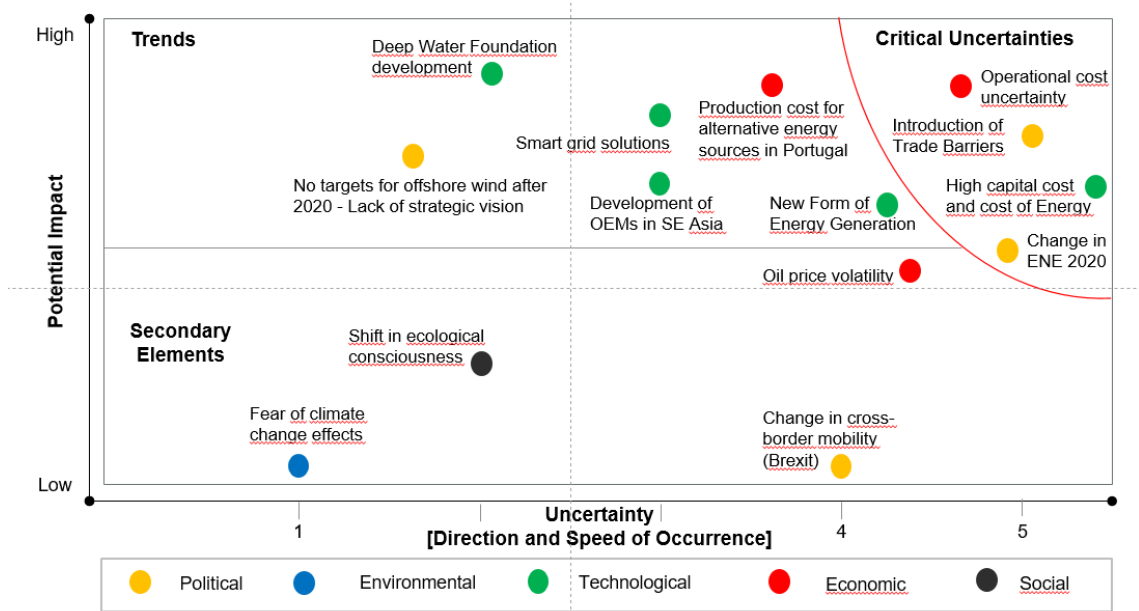 High
Trends
Deep Water Foundation
development
Critical Uncertainties
Operational cost
uncertainty
Production cost for
alternative energy
sources in Portugal
Introduction of
Trade Barriers
Smart grid solutions
No targets for offshore wind after
2020 - Lack of strategic vision
High capital cost
and cost of Energy
Development of
OEMs in SE Asia
New Form of
Energy Generation
Change in
ENE 2020
Oil price volatility
Potential Impact
Secondary
Elements
Shift in ecological
consciousness
Fear of climate
change effects
Change in cross-
border mobility
(Brexit)
Low
1
4
5
Uncertainty
[Direction and Speed of Occurrence]
Political
Environmental
Technological
Economic
Social